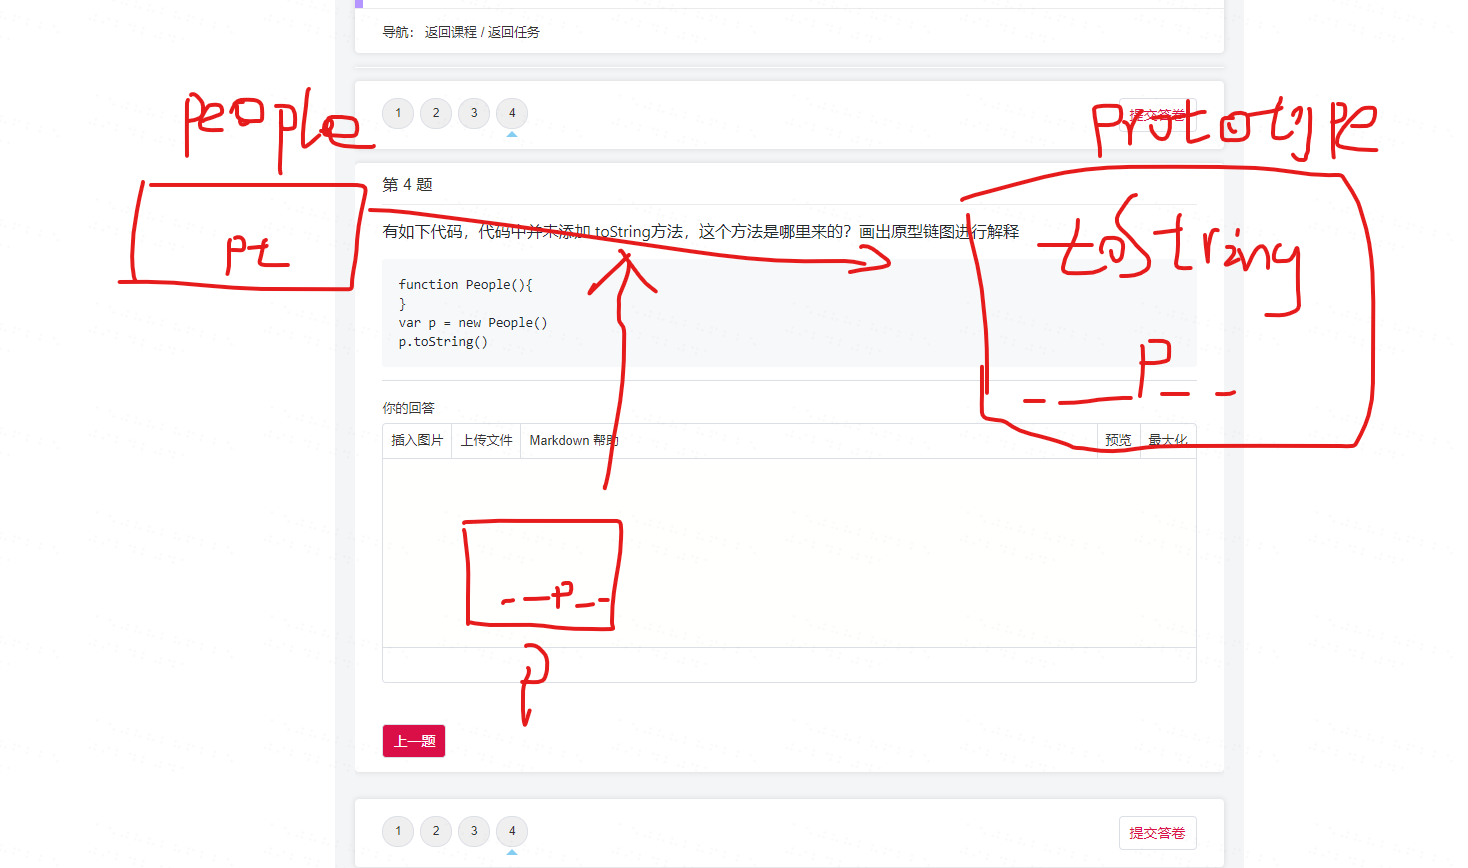 导航： 返回课程 / 返回任务
People
1 2 3 4
提交答卷
Prototype
第 4 题
有如下代码，代码中并未添加 toString方法，这个方法是哪里来的？画出原型链图进行解释
pt
toString
function People(){
}
var p = new People()
p.toString()
__p__
你的回答
插入图片 上传文件 Markdown 帮助 预览 最大化
__p__
p
上一题
1 2 3 4
提交答卷